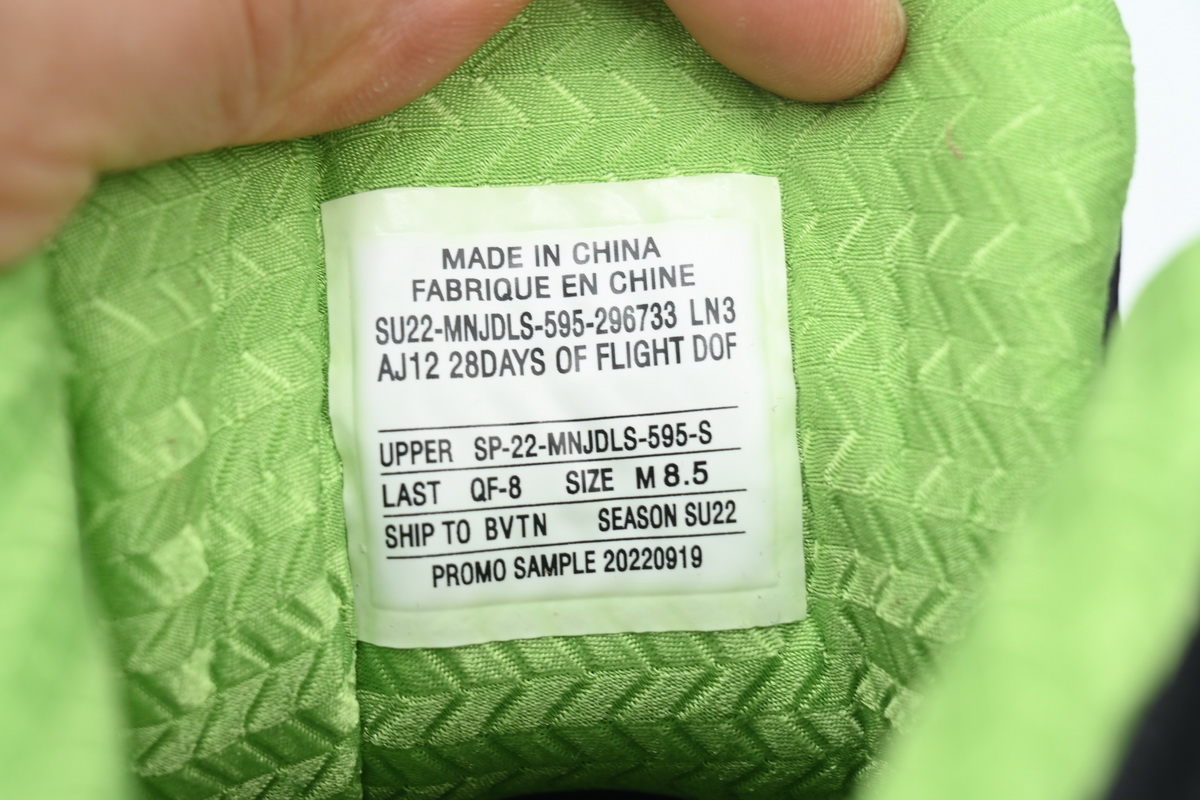 MADE IN CHINA
FABRIQUE EN CHINE
SU22-MNJDLS-595-296733 LN3
AJ12 28DAYS OF FLIGHT DOF
UPPER SP-22-MNJDLS-595-S
LAST QF-8 SIZE M 8.5
SHIP TO BVTN SEASON SU22
PROMO SAMPLE 20220919